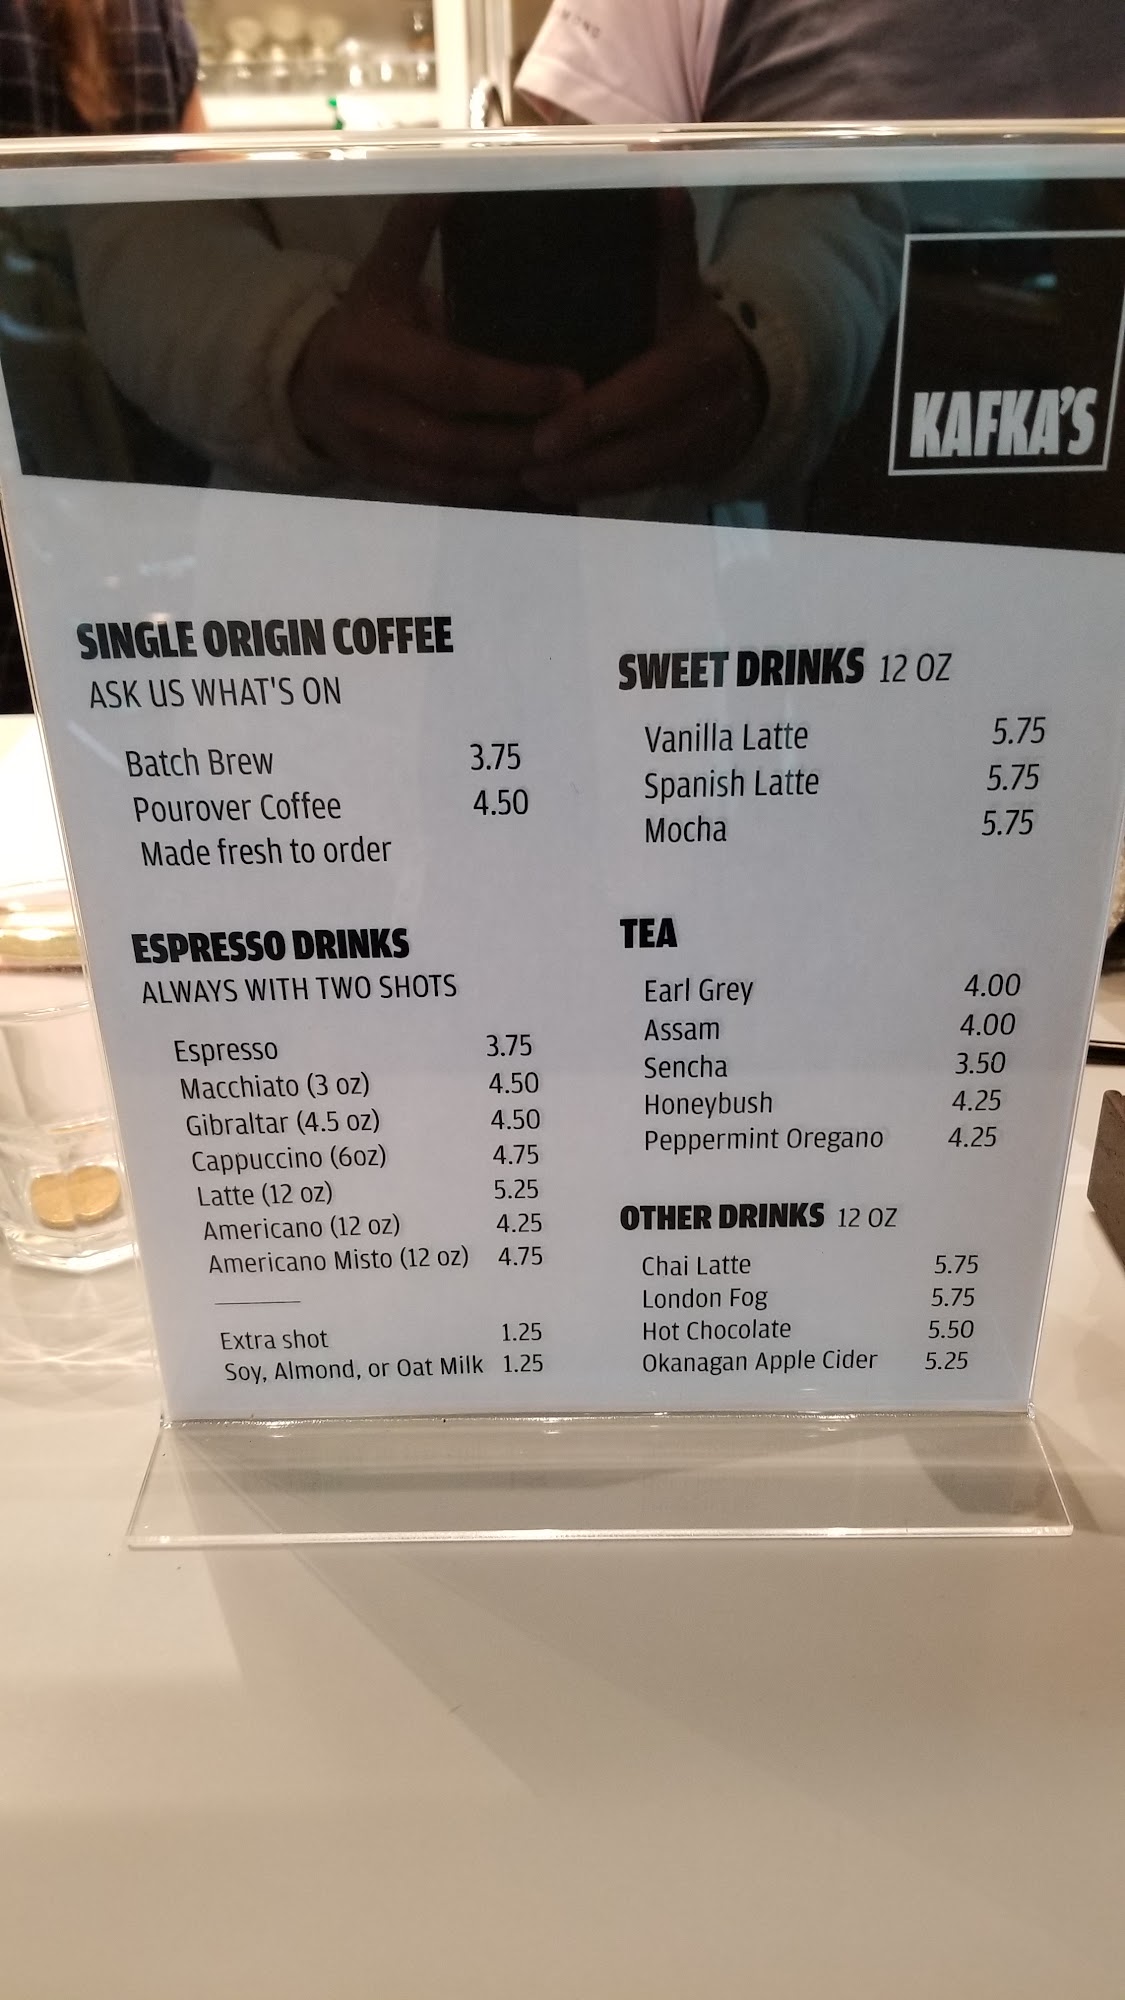 KAFKA'S
SINGLE ORIGIN COFFEE
ASK US WHAT'S ON
Batch Brew 3.75
Pourover Coffee 4.50
Made fresh to order
ESPRESSO DRINKS
ALWAYS WITH TWO SHOTS
Espresso 3.75
Macchiato (3 oz) 4.50
Gibraltar (4.5 oz) 4.50
Cappuccino (6oz) 4.75
Latte (12 oz) 5.25
Americano (12 oz) 4.25
Americano Misto (12 oz) 4.75
Extra shot 1.25
Soy, Almond, or Oat Milk 1.25
SWEET DRINKS 12 OZ
Vanilla Latte 5.75
Spanish Latte 5.75
Mocha 5.75
TEA
Earl Grey 4.00
Assam 4.00
Sencha 3.50
Honeybush 4.25
Peppermint Oregano 4.25
OTHER DRINKS 12 OZ
Chai Latte 5.75
London Fog 5.75
Hot Chocolate 5.50
Okanagan Apple Cider 5.25